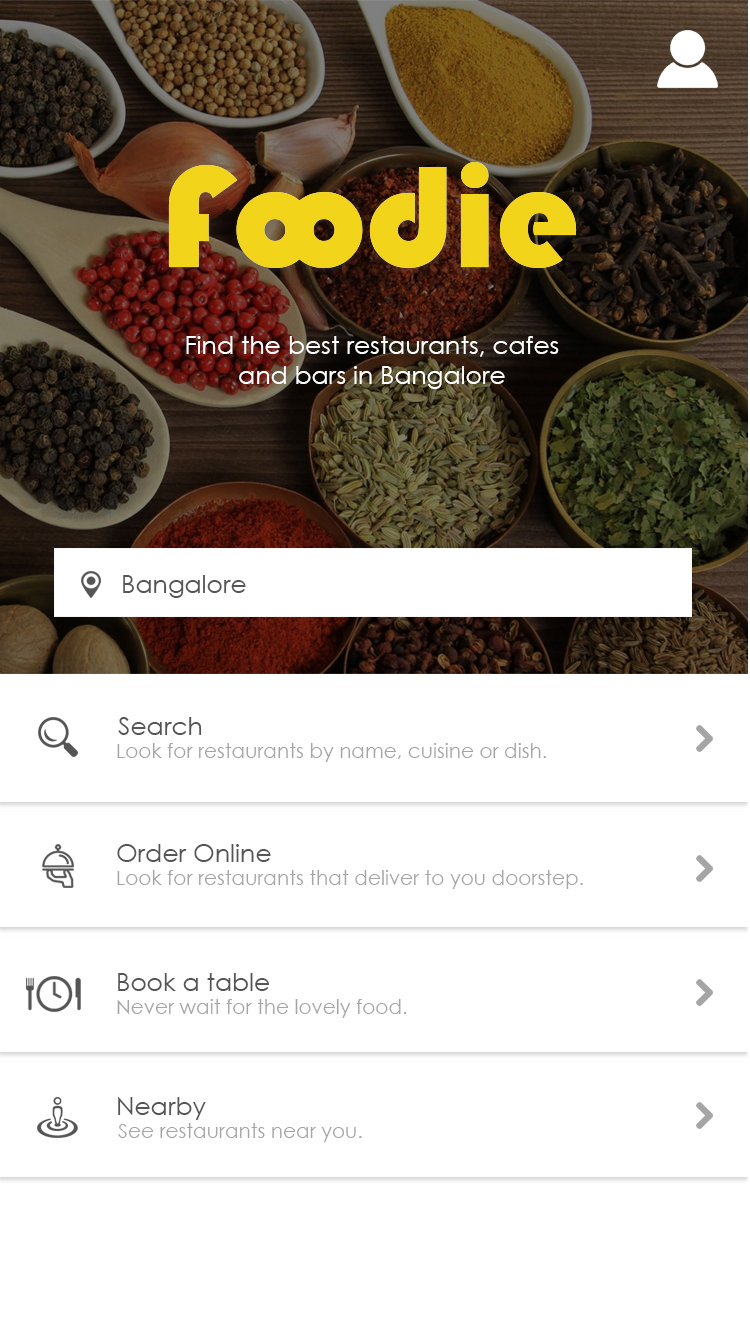 Foodie
Find the best restaurants, cafes
and bars in Bangalore
Bangalore
Search
Look for restaurants by name, cuisine or dish.
Order Online
Look for restaurants that deliver to you doorstep.
Book a table
Never wait for the lovely food.
Nearby
See restaurants near you.